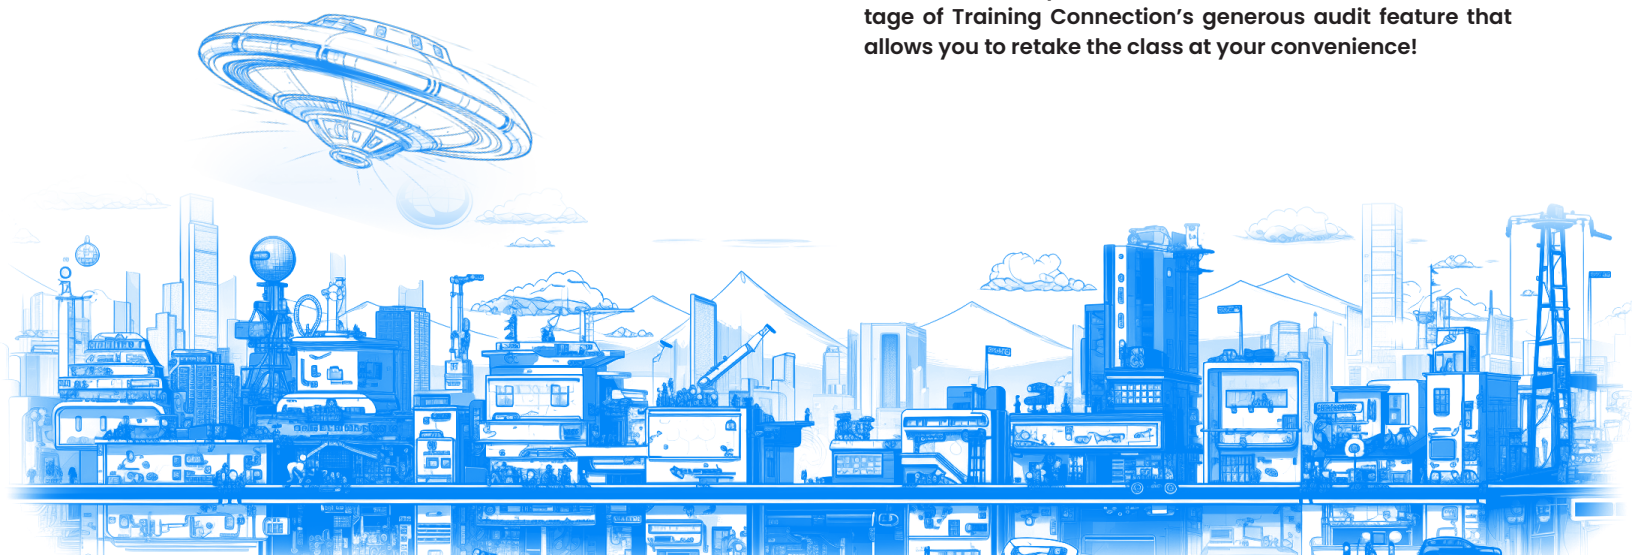 tage of Training Connection’s generous audit feature that
allows you to retake the class at your convenience!